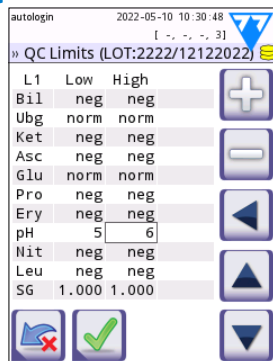 autologin 2022-05-10 10:30:48
[ -, -, -, 3]
» QC Limits (LOT:2222/12122022)
L1 Low High
Bil neg neg
Ubg norm norm
Ket neg neg
Asc neg neg
Glu norm norm
Pro neg neg
Ery neg neg
pH 5 6
Nit neg neg
Leu neg neg
SG 1.000 1.000